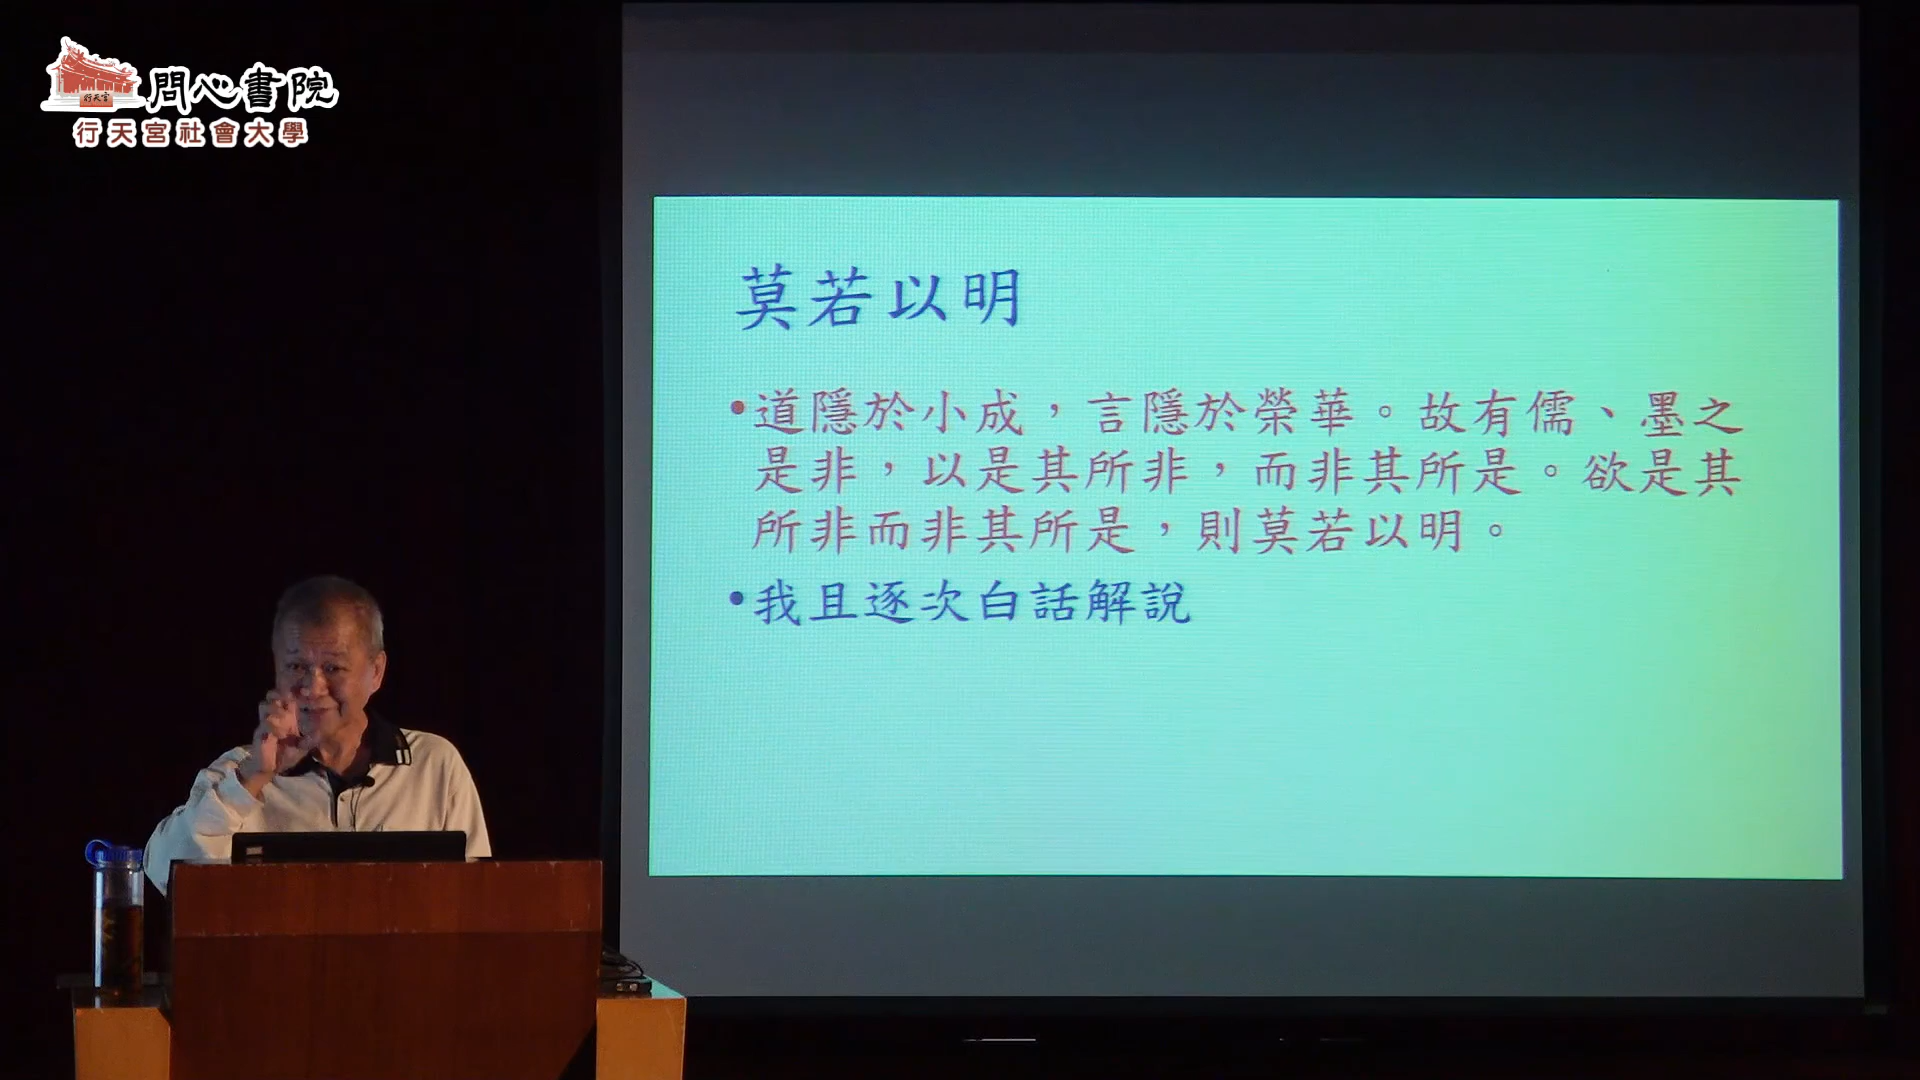 行天宮
問心書院
行天宮社會大學
莫若以明
•道隱於小成，言隱於榮華。故有儒、墨之
是非，以是其所非，而非其所是。欲是其
所非而非其所是，則莫若以明。
•我且逐次白話解說